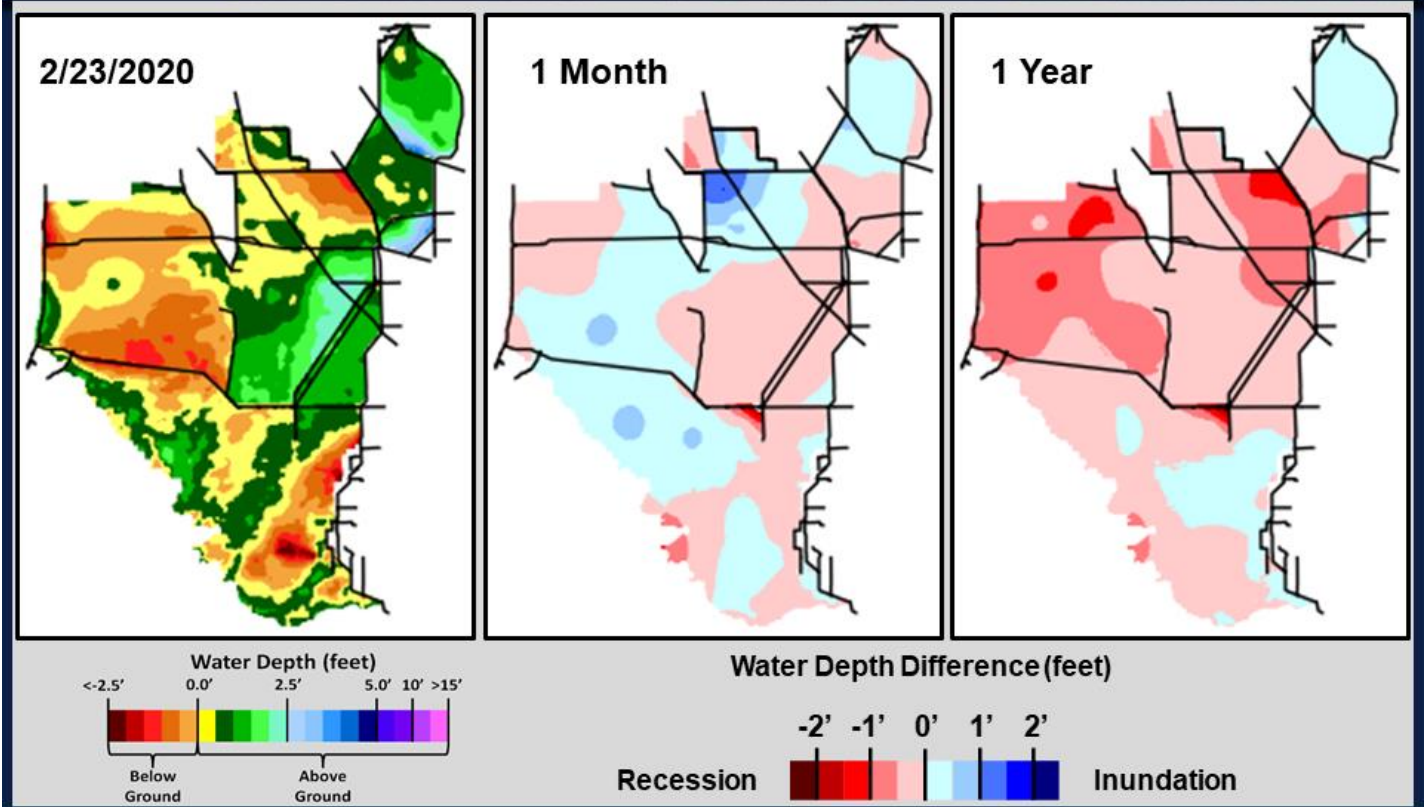 2/23/2020
1 Month
1 Year
Water Depth (feet)
<-2.5' 0.0' 2.5' 5.0' 10' >15'
Below
Ground
Above
Ground
Water Depth Difference (feet)
-2’ -1’ 0’ 1’ 2’
Recession
Inundation